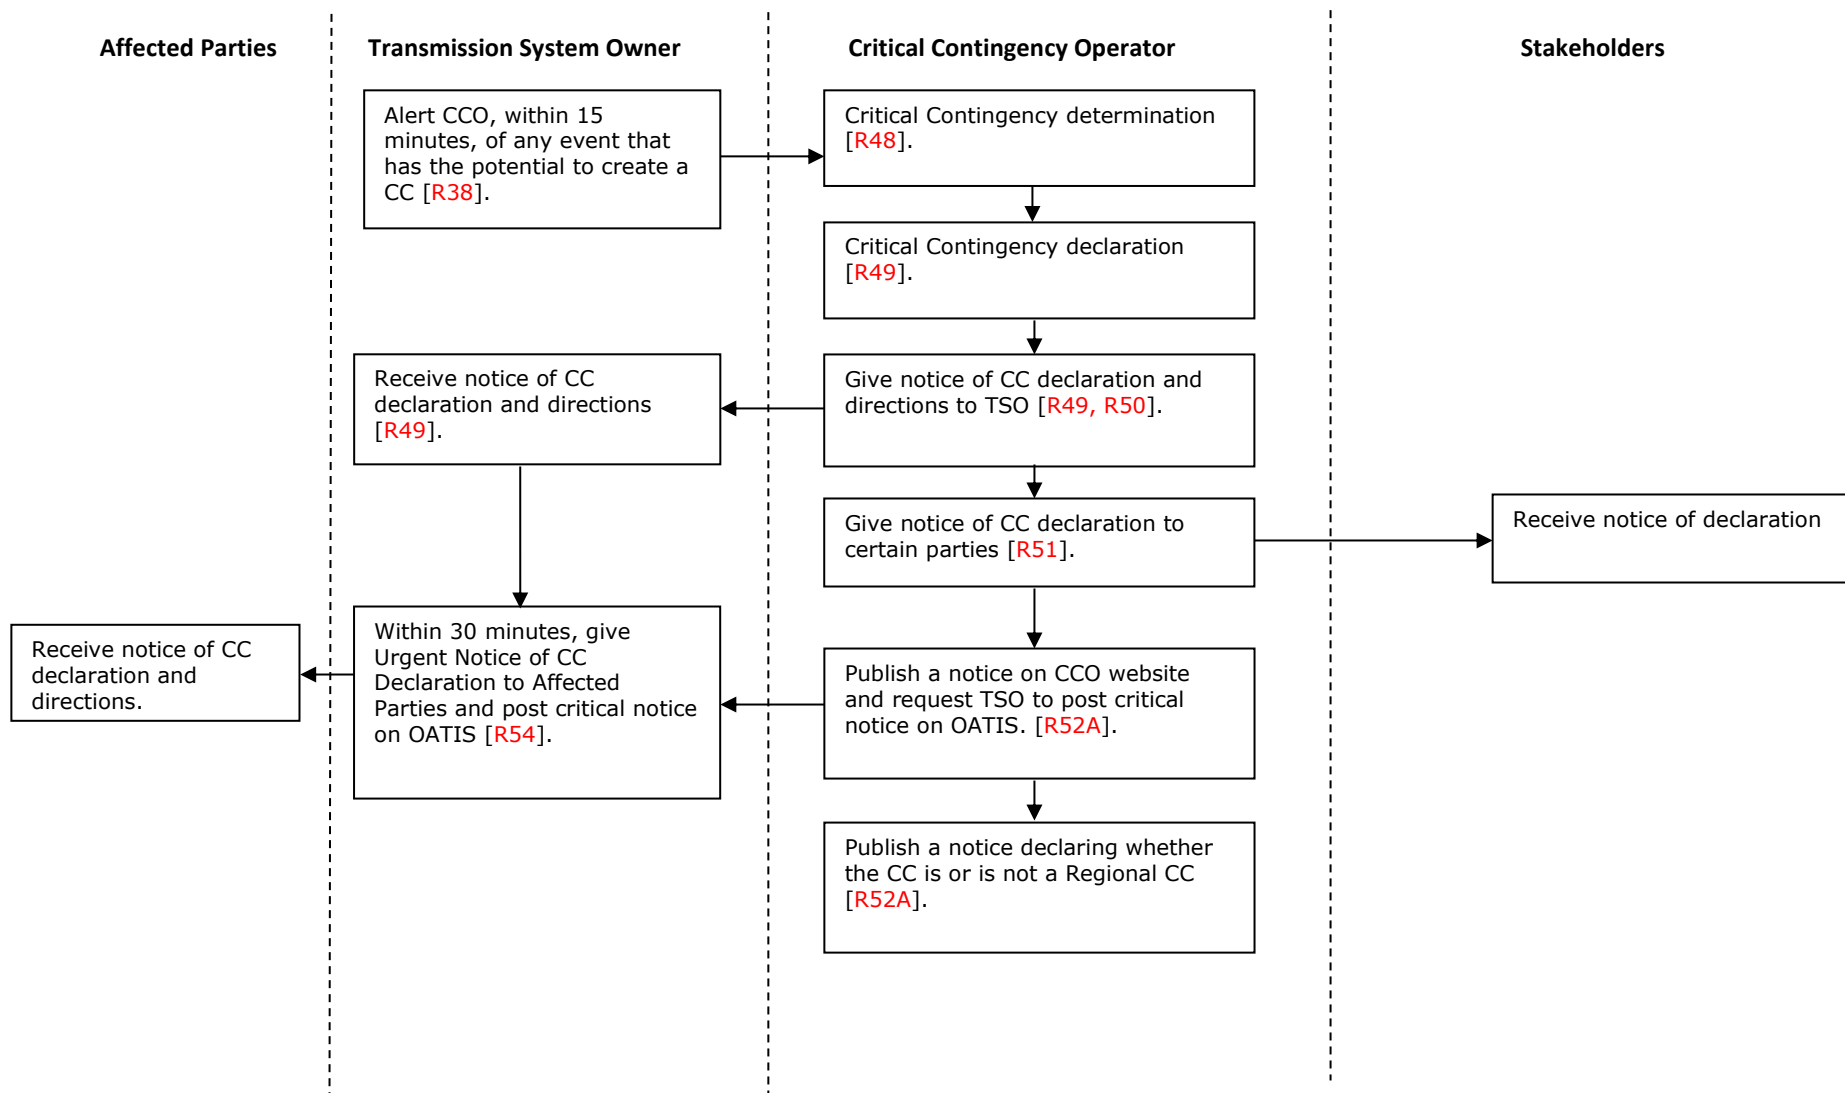 Affected Parties
Transmission System Owner
Critical Contingency Operator
Stakeholders
Alert CCO, within 15
minutes, of any event that
has the potential to create a
CC [R38].
Critical Contingency determination
[R48].
Critical Contingency declaration
[R49].
Receive notice of CC
declaration and directions
[R49].
Give notice of CC declaration and
directions to TSO [R49, R50].
Give notice of CC declaration to
certain parties [R51].
Receive notice of declaration
Receive notice of CC
declaration and
directions.
Within 30 minutes, give
Urgent Notice of CC
Declaration to Affected
Parties and post critical notice
on OATIS [R54].
Publish a notice on CCO website
and request TSO to post critical
notice on OATIS. [R52A].
Publish a notice declaring whether
the CC is or is not a Regional CC
[R52A].